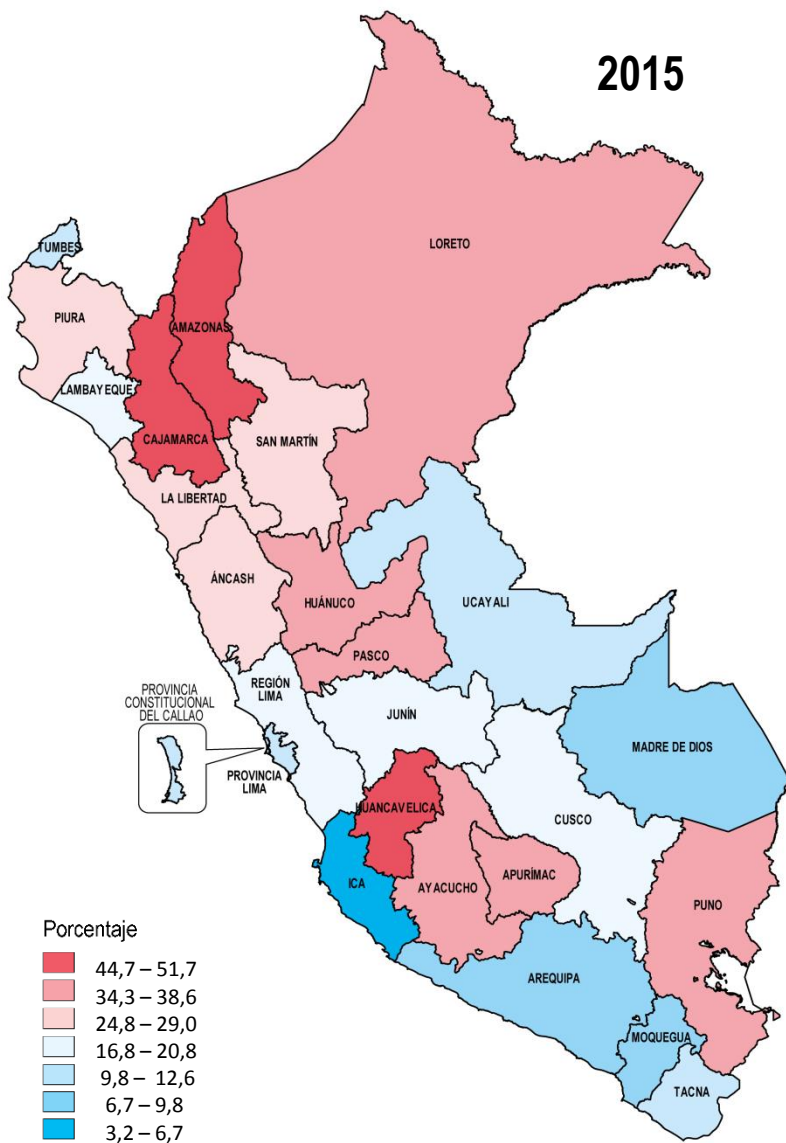 2015
LORETO
TUMBES
PIURA
AMAZONAS
LAMBAYEQUE
CAJAMARCA
SAN MARTÍN
LA LIBERTAD
ÁNCASH
HUÁNUCO
UCAYALI
PASCO
REGIÓN
LIMA
PROVINCIA
CONSTITUCIONAL
DEL CALLAO
JUNÍN
MADRE DE DIOS
PROVINCIA
LIMA
HUANCAVELICA
CUSCO
ICA
AYACUCHO
APURÍMAC
PUNO
AREQUIPA
MOQUEGUA
TACNA
Porcentaje
44,7 – 51,7
34,3 – 38,6
24,8 – 29,0
16,8 – 20,8
9,8 – 12,6
6,7 – 9,8
3,2 – 6,7